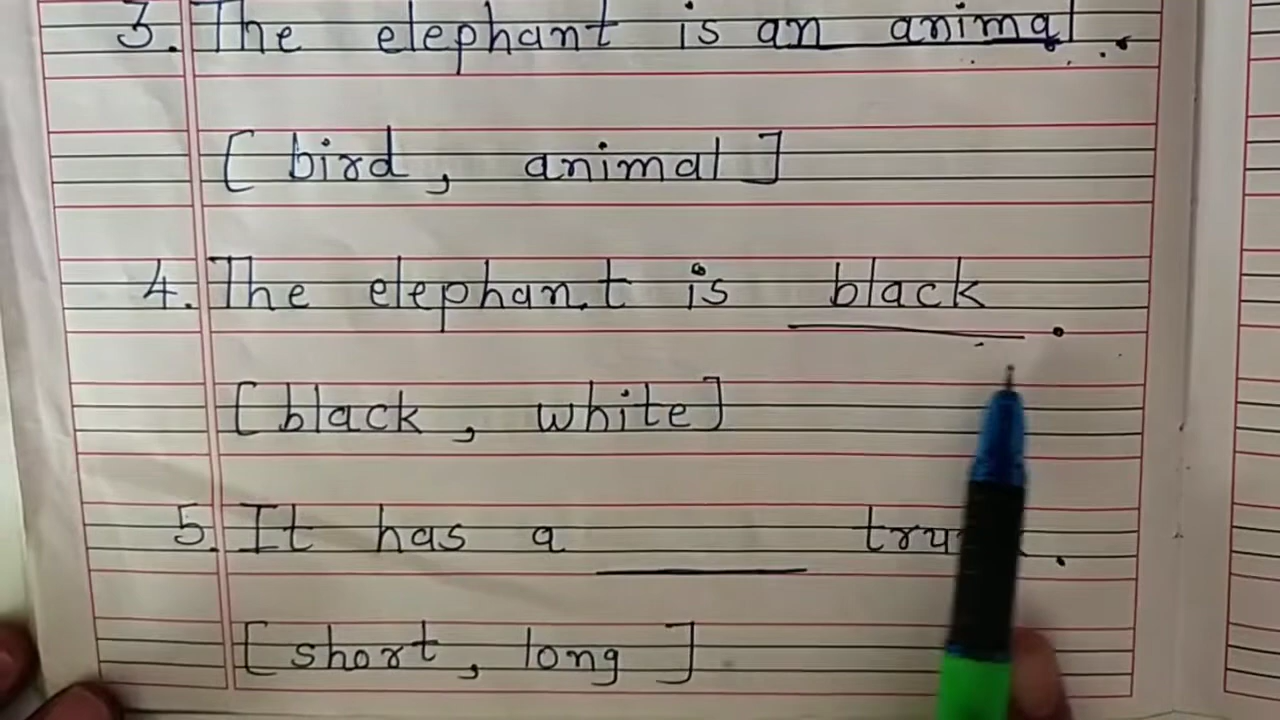 3. The elephant is an animal.
[ bird, animal ]
4. The elephant is black.
[ black, white ]
5. It has a ______ .
[ short, long ]